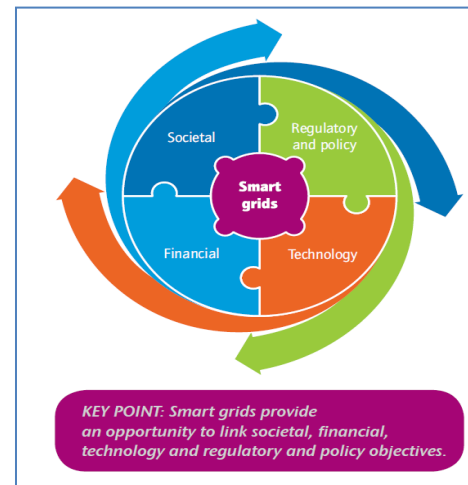 Societal
Regulatory
and policy
Smart
grids
Financial
Technology
KEY POINT: Smart grids provide
an opportunity to link societal, financial,
technology and regulatory and policy objectives.